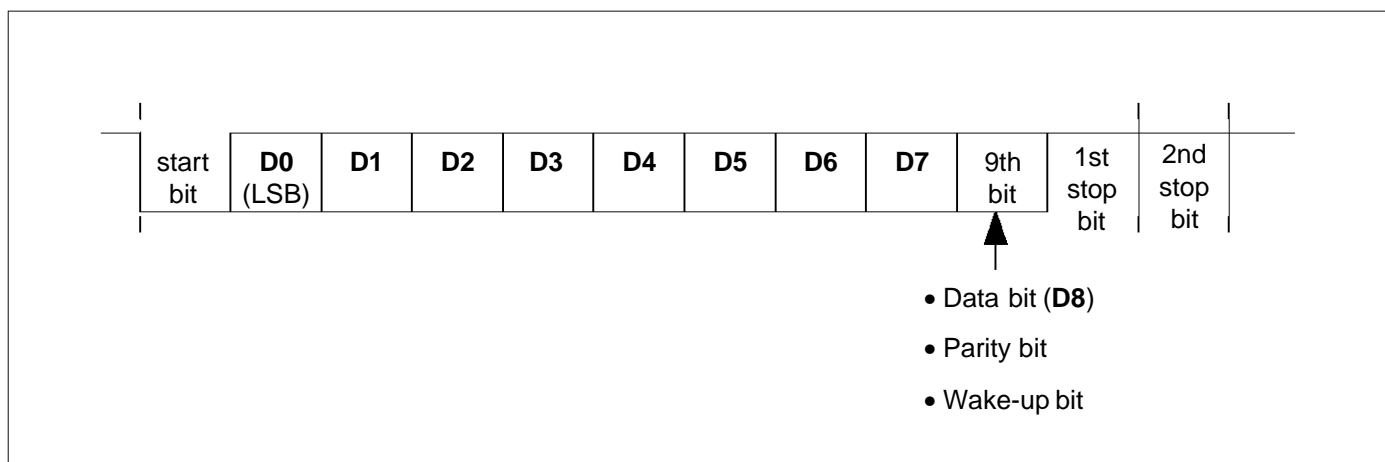 start bit
D0 (LSB)
D1
D2
D3
D4
D5
D6
D7
9th bit
1st stop bit
2nd stop bit
• Data bit (D8)
• Parity bit
• Wake-up bit